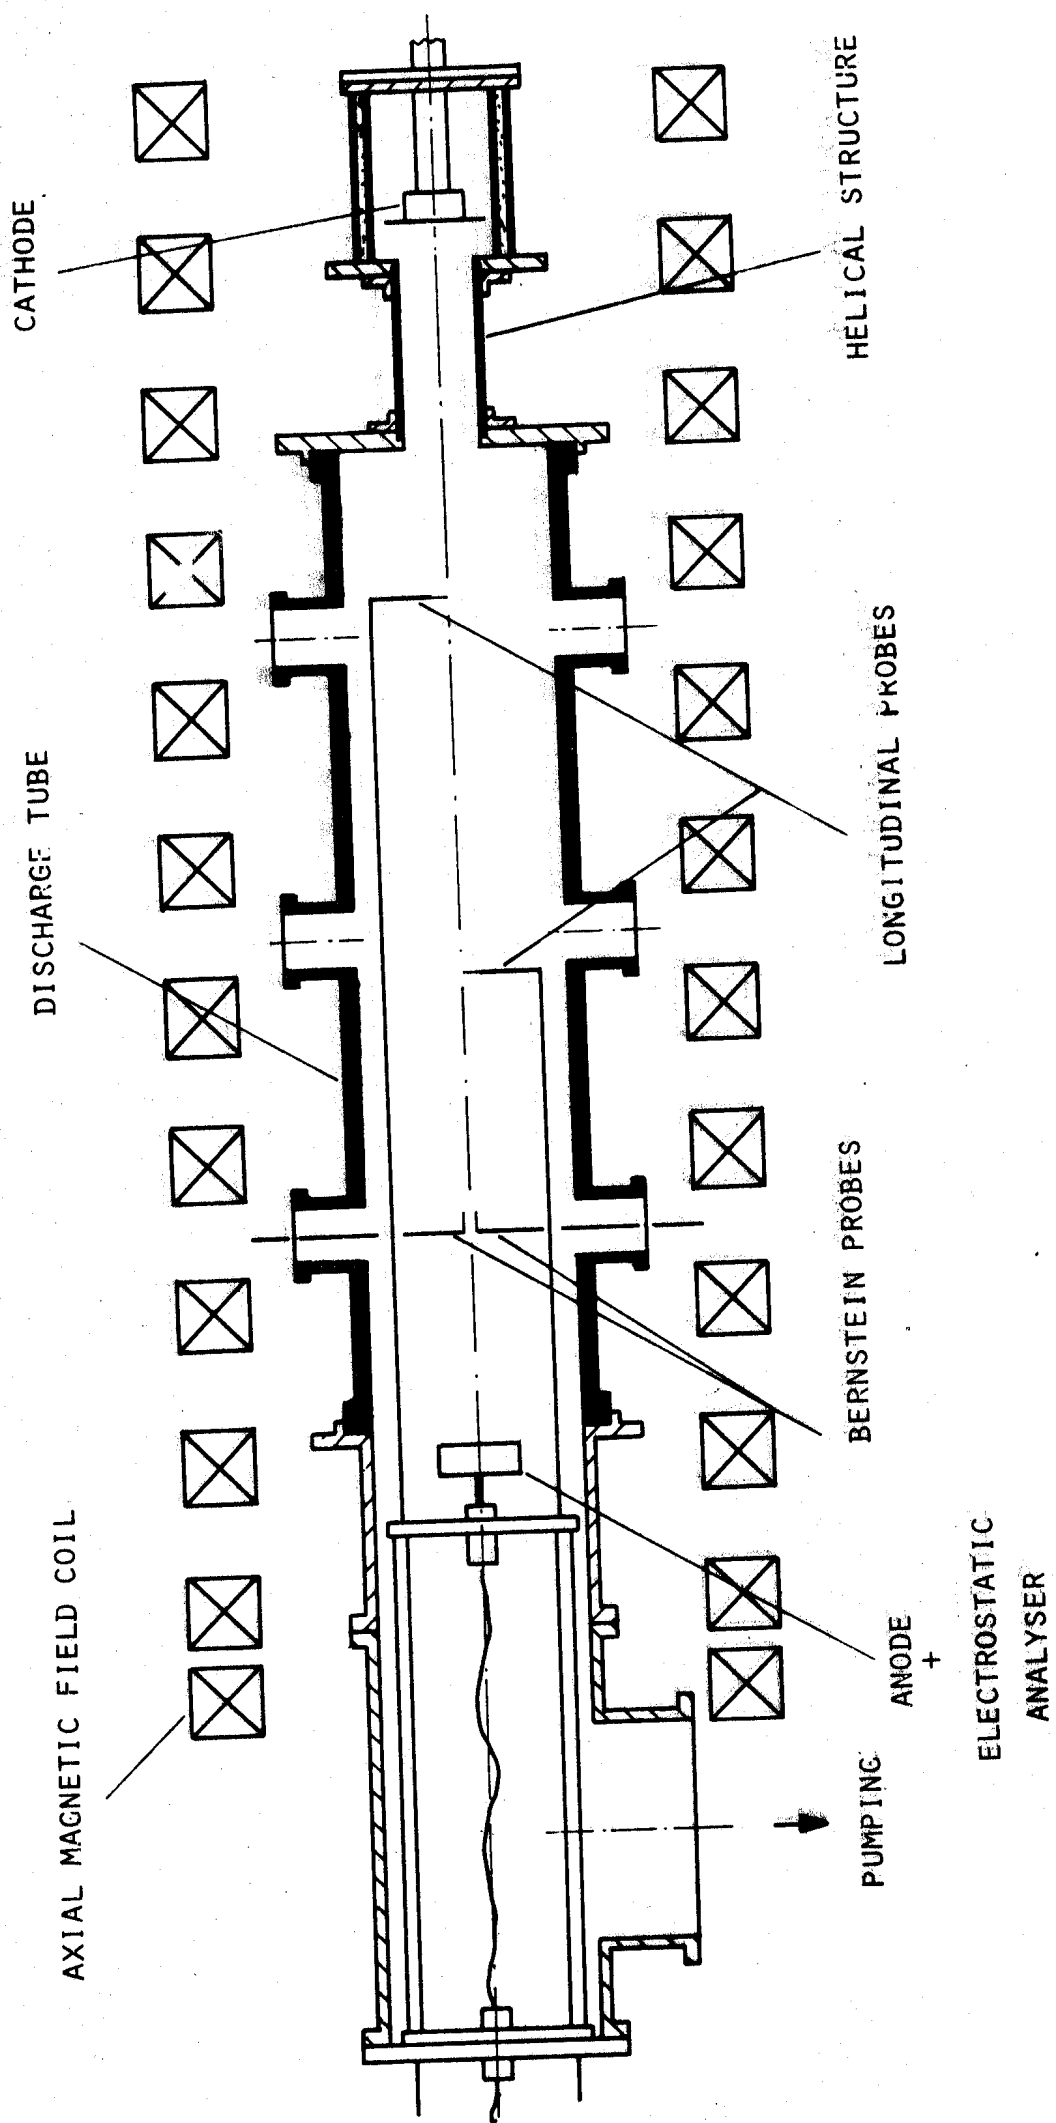 AXIAL MAGNETIC FIELD COIL
DISCHARGE TUBE
CATHODE
PUMPING
ANODE
+
ELECTROSTATIC
ANALYSER
BERNSTEIN PROBES
LONGITUDINAL PROBES
HELICAL STRUCTURE